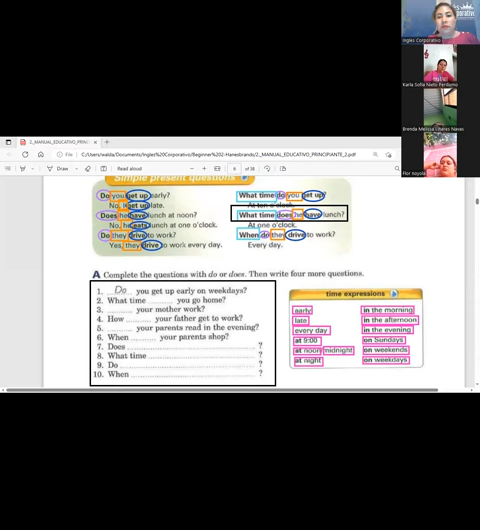 Ingles Corporativo
Karla Sofia Nieto Perdomo
Brenda Melissa Linares Navas
Flor noyola
2_MANUAL_EDUCATIVO_PRINC
File
C:/Users/walda/Documents/Ingles%20Corporativo/Beginner%202-Hanesbrands/2._MANUAL_EDUCATIVO_PRINCIPIANTE_2.pdf
Draw
Read aloud
of 38
Simple present questions
Do you get up early?
No, I get up late.
Does he have lunch at noon?
No, he eats lunch at one o'clock.
Do they drive to work?
Yes, they drive to work every day.
What time do you get up?
At ten o'clock.
What time does he have lunch?
At one o'clock.
When do they drive to work?
Every day.
A Complete the questions with do or does. Then write four more questions.
1. Do you get up early on weekdays?
2. What time ........ you go home?
3. ........ your mother work?
4. How ........ your father get to work?
5. ........ your parents read in the evening?
6. When ........ your parents shop?
7. Does ........ ?
8. What time ........ ?
9. Do ........ ?
10. When ........ ?
time expressions
early
late
every day
at 9:00
at noon/midnight
at night
in the morning
in the afternoon
in the evening
on Sundays
on weekends
on weekdays